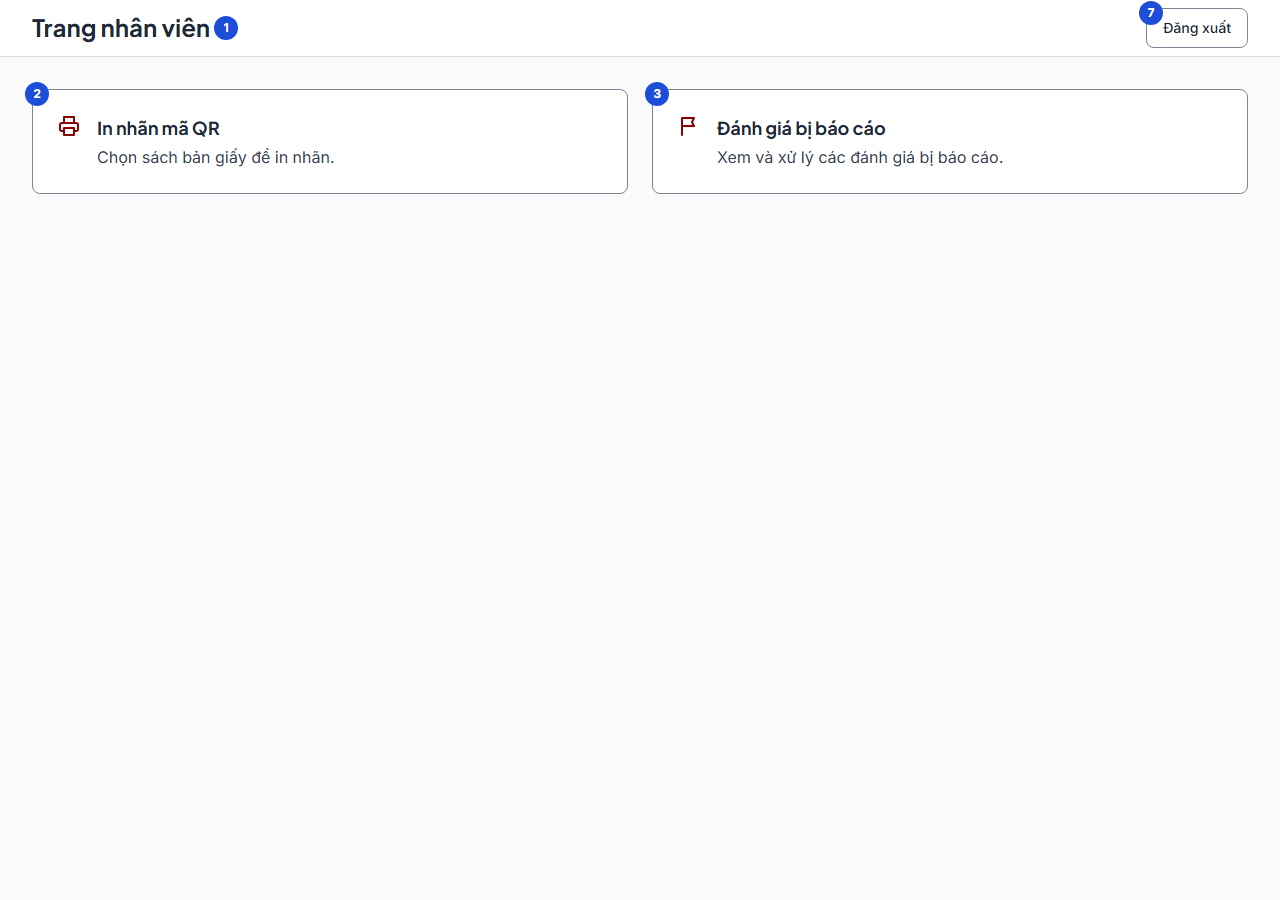 Trang nhân viên 1
7
Đăng xuất
2
In nhãn mã QR
Chọn sách bản giấy để in nhãn.
3
Đánh giá bị báo cáo
Xem và xử lý các đánh giá bị báo cáo.